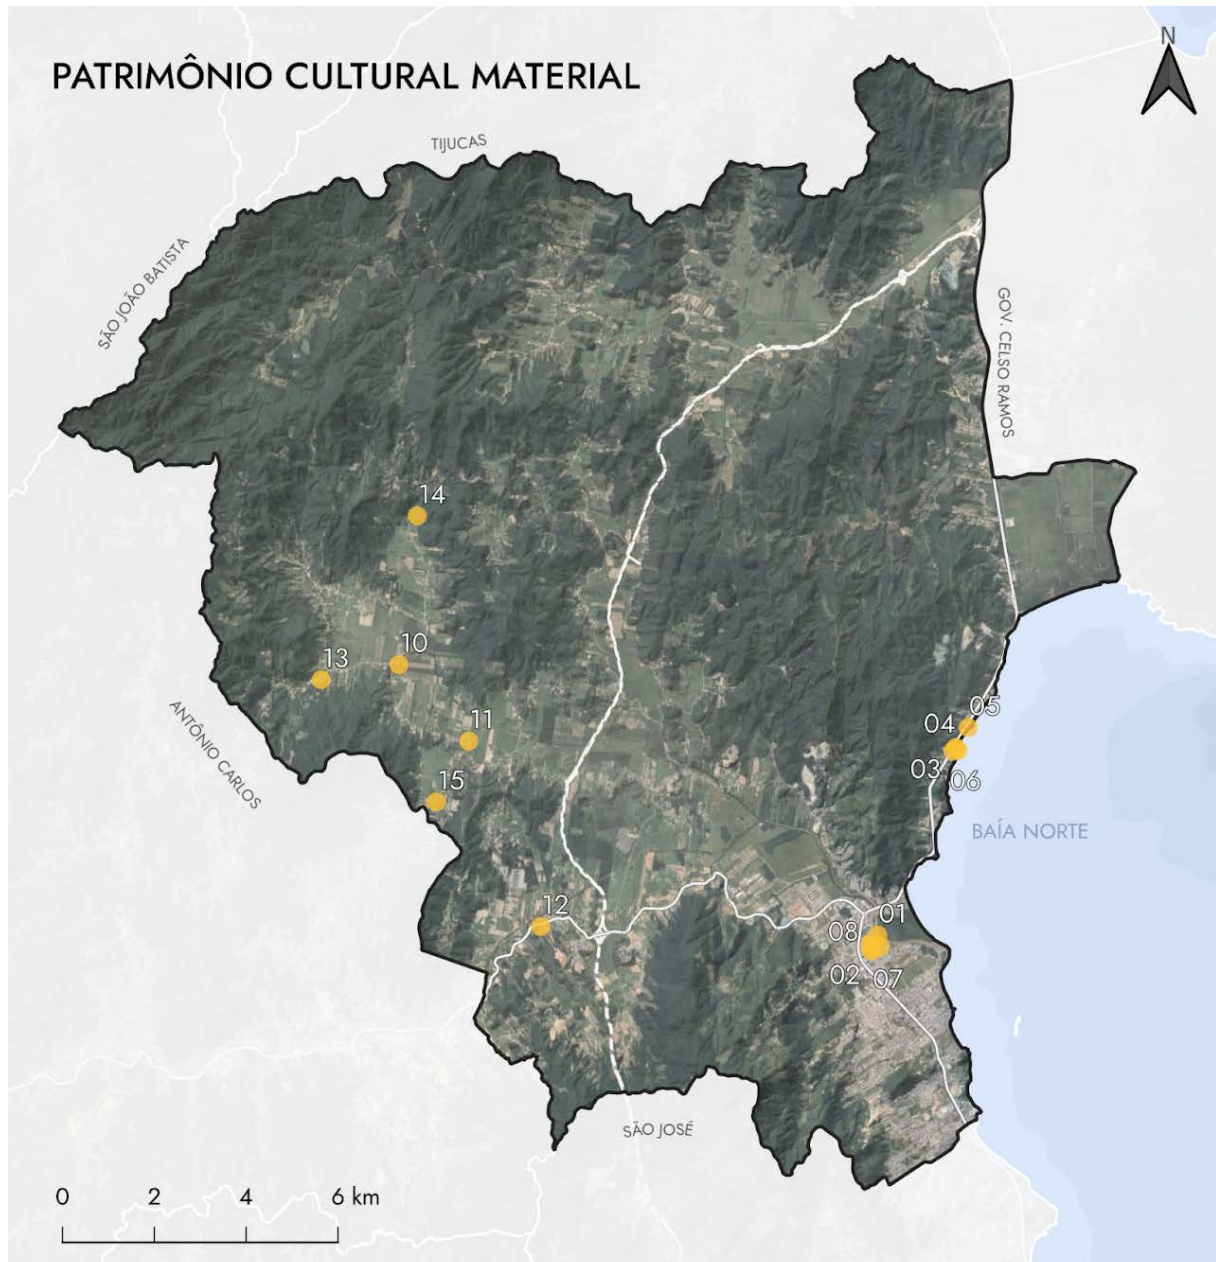 N
PATRIMÔNIO CULTURAL MATERIAL
TIJUCAS
SÃO JOÃO BATISTA
GOV. CELSO RAMOS
14
13
10
11
15
04
05
03
06
ANTÔNIO CARLOS
BAÍA NORTE
12
08
01
02
07
SÃO JOSÉ
0 2 4 6 km